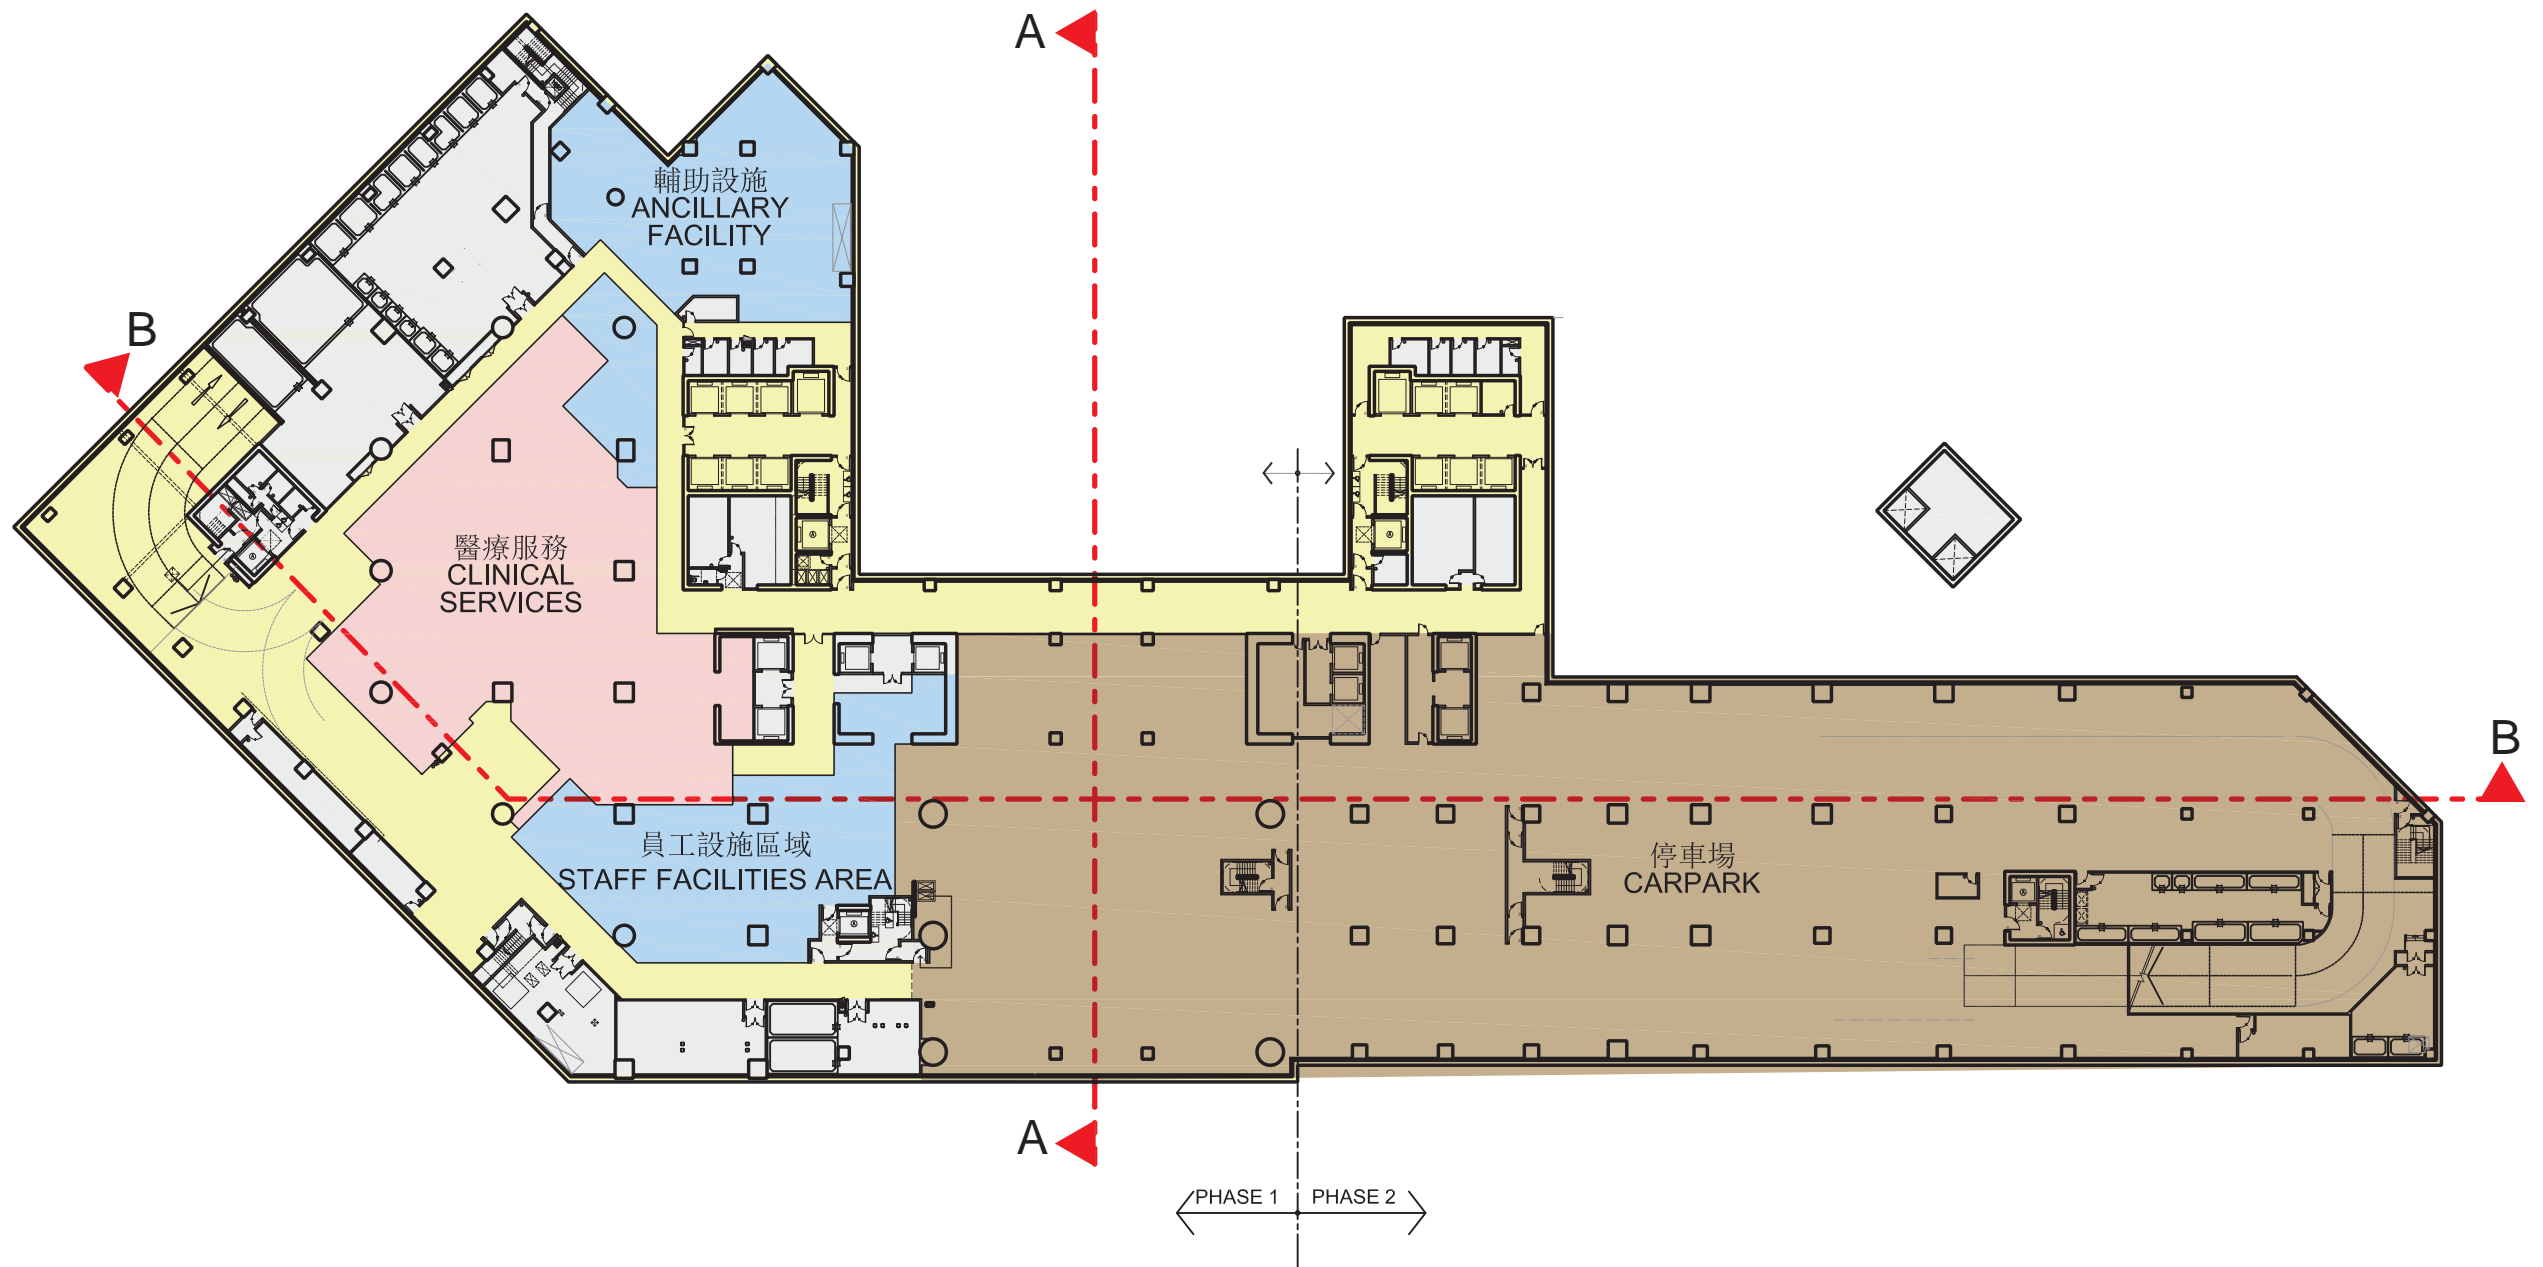 A
輔助設施
ANCILLARY
FACILITY
B
醫療服務
CLINICAL
SERVICES
B
員工設施區域
STAFF FACILITIES AREA
停車場
CARPARK
A
PHASE 1 PHASE 2